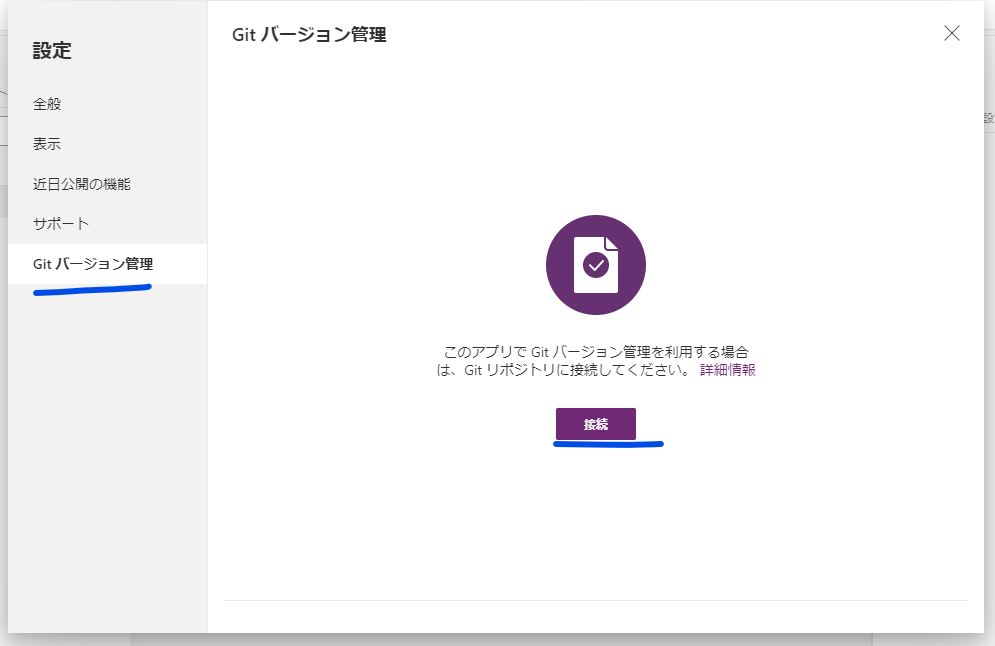 設定
全般
表示
近日公開の機能
サポート
Git バージョン管理
Git バージョン管理
このアプリで Git バージョン管理を利用する場合
は、Git リポジトリに接続してください。 詳細情報
接続
設